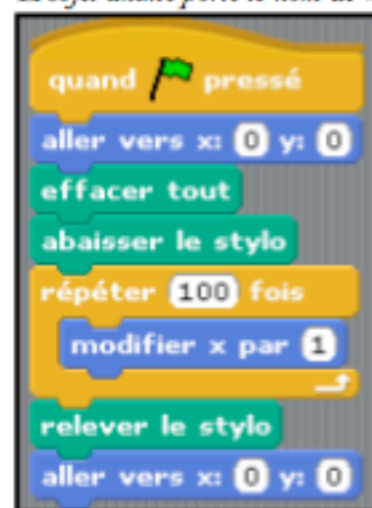 quand pressé
aller vers x: 0 y: 0
effacer tout
abaisser le stylo
répéter 100 fois
modifier x par 1
relever le stylo
aller vers x: 0 y: 0